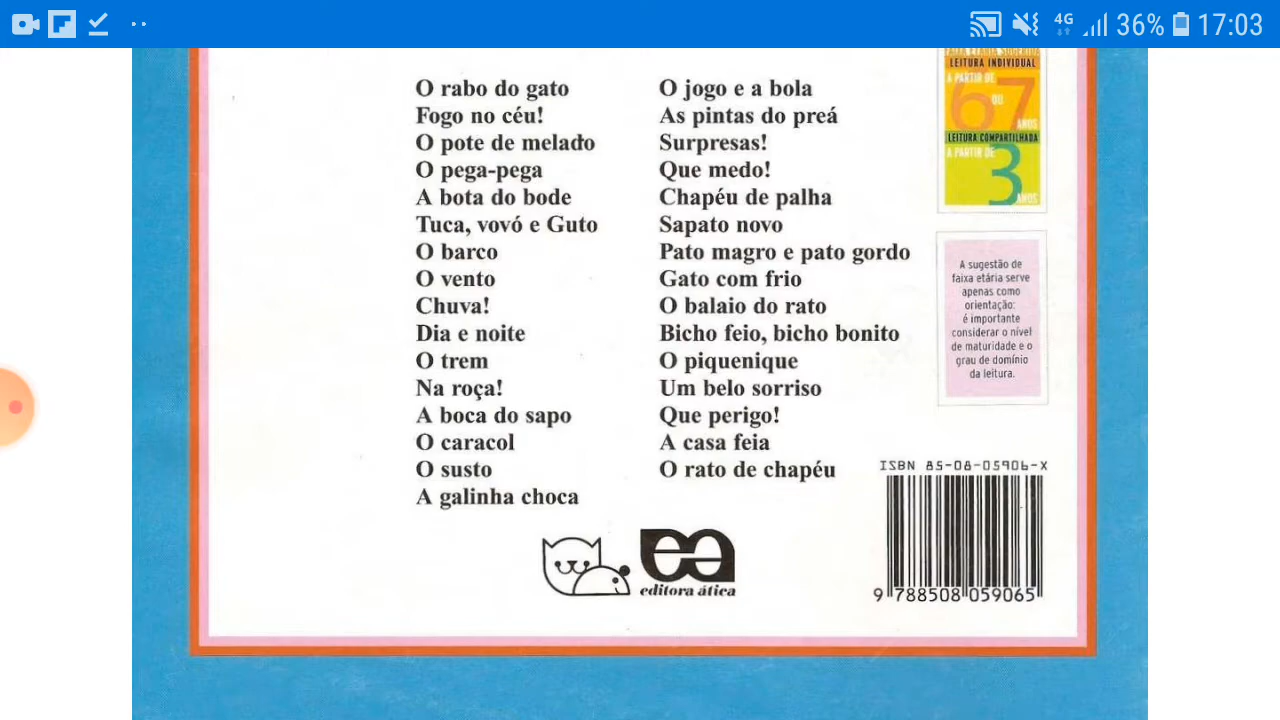 4G 36% 17:03
O rabo do gato
Fogo no céu!
O pote de melado
O pega-pega
A bota do bode
Tuca, vovó e Guto
O barco
O vento
Chuva!
Dia e noite
O trem
Na roça!
A boca do sapo
O caracol
O susto
A galinha choca
O jogo e a bola
As pintas do preá
Surpresas!
Que medo!
Chapéu de palha
Sapato novo
Pato magro e pato gordo
Gato com frio
O balaio do rato
Bicho feio, bicho bonito
O piquenique
Um belo sorriso
Que perigo!
A casa feia
O rato de chapéu
FAIXA ETÁRIA SUGERIDA
LEITURA INDIVIDUAL
A PARTIR DE
6 OU 7
ANOS
LEITURA COMPARTILHADA
A PARTIR DE
3
ANOS
A sugestão de
faixa etária serve
apenas como
orientação:
é importante
considerar o nível
de maturidade e o
grau de domínio
da leitura.
ISBN 85-08-05906-X
9 788508 059065
ea
editora ática